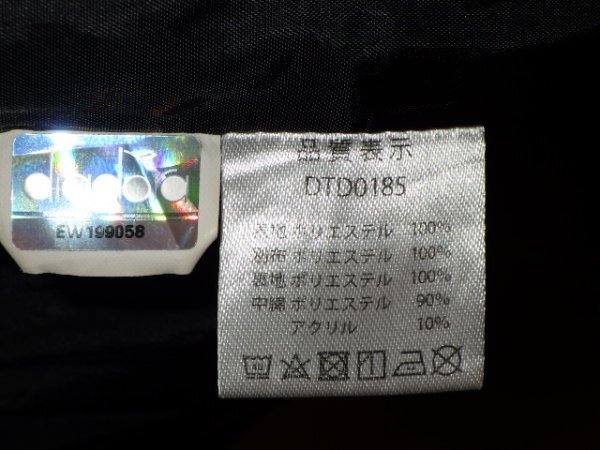 EW199058
品質表示
DTD0185
表地 ポリエステル 100%
別布 ポリエステル 100%
裏地 ポリエステル 100%
中綿 ポリエステル 90%
アクリル 10%